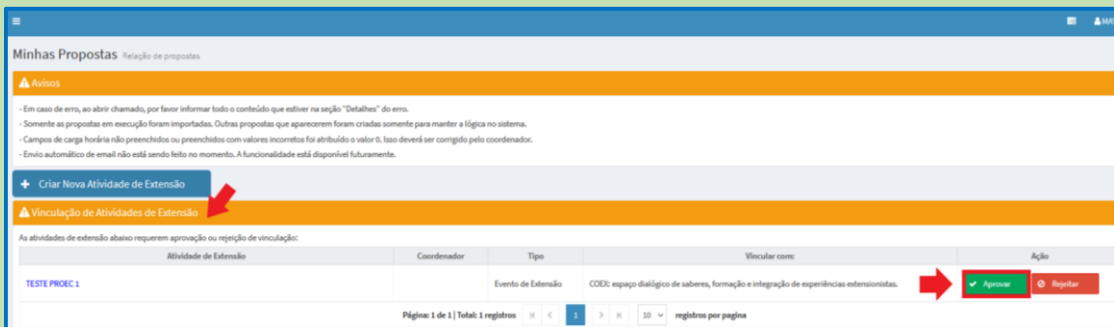 MA
Minhas Propostas Relação de propostas
Avisos
- Em caso de erro, ao abrir chamado, por favor informar todo o conteúdo que estiver na seção "Detalhes" do erro.
- Somente as propostas em execução foram importadas. Outras propostas que aparecerem foram criadas somente para manter a lógica no sistema.
- Campos de carga horária não preenchidos ou preenchidos com valores incorretos foi atribuído o valor 0. Isso deverá ser corrigido pelo coordenador.
- Envio automático de email não está sendo feito no momento. A funcionalidade está disponível futuramente.
+ Criar Nova Atividade de Extensão
Vinculação de Atividades de Extensão
As atividades de extensão abaixo requerem aprovação ou rejeição de vinculação:
Atividade de Extensão Coordenador Tipo Vincular com: Ação
TESTE PROEC 1 Evento de Extensão COEX: espaço dialógico de saberes, formação e integração de experiências extensionistas. Aprovar Rejeitar
Página: 1 de 1 | Total: 1 registros 1 10 registros por pagina